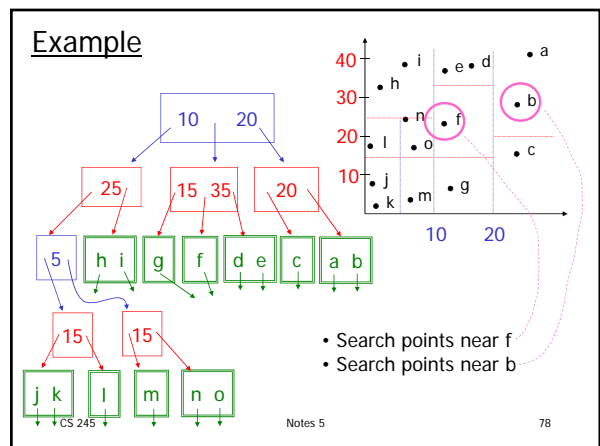 Example
40
30
20
10
10 20
i e d a
h b
n f
l o c
j g
k m
10 20
25 15 35 20
5 h i g f d e c a b
15 15
j k l m n o
• Search points near f
• Search points near b
CS 245 Notes 5 78